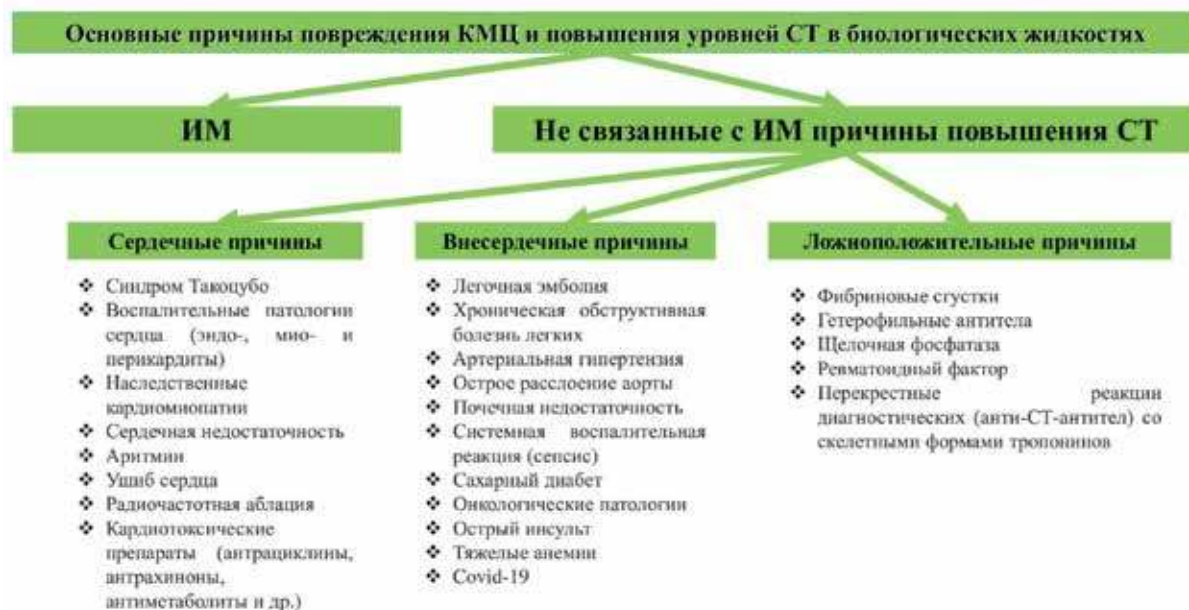 Основные причины повреждения КМЦ и повышения уровней СТ в биологических жидкостях
ИМ
Не связанные с ИМ причины повышения СТ
Сердечные причины
❖ Синдром Такоцубо
❖ Воспалительные патологии
сердца (эндо-, мио- и
перикардиты)
❖ Наследственные
кардиомиопатии
❖ Сердечная недостаточность
❖ Аритмии
❖ Ушиб сердца
❖ Радиочастотная аблация
❖ Кардиотоксические
препараты (антрациклины,
антрахиноны,
антиметаболиты и др.)
Внесердечные причины
❖ Легочная эмболия
❖ Хроническая обструктивная
болезнь легких
❖ Артериальная гипертензия
❖ Острое расслоение аорты
❖ Почечная недостаточность
❖ Системная воспалительная
реакция (сепсис)
❖ Сахарный диабет
❖ Онкологические патологии
❖ Острый инсульт
❖ Тяжелые анемии
❖ Covid-19
Ложноположительные причины
❖ Фибриновые сгустки
❖ Гетерофильные антитела
❖ Щелочная фосфатаза
❖ Ревматоидный фактор
❖ Перекрестные реакции
диагностических (анти-СТ-антител) со
скелетными формами тропонинов